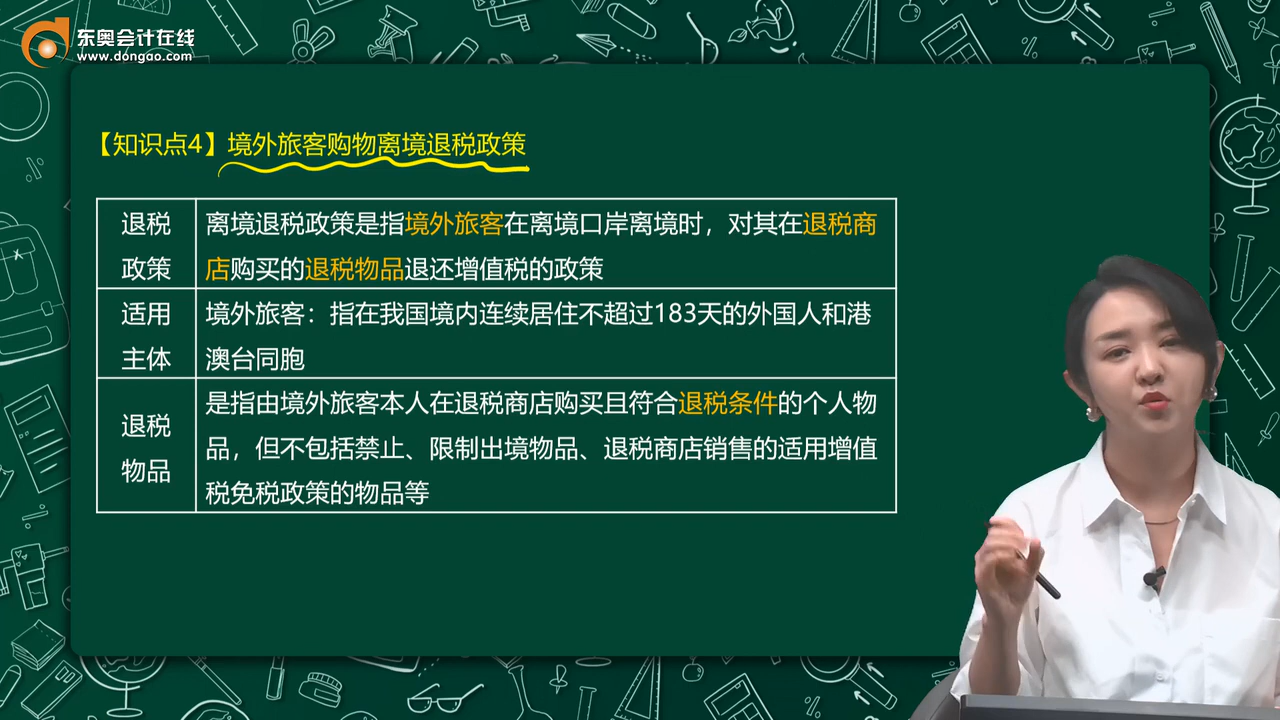 东奥会计在线
www.dongao.com
【知识点4】境外旅客购物离境退税政策
退税
政策
离境退税政策是指境外旅客在离境口岸离境时，对其在退税商
店购买的退税物品退还增值税的政策
适用
主体
境外旅客：指在我国境内连续居住不超过183天的外国人和港
澳台同胞
退税
物品
是指由境外旅客本人在退税商店购买且符合退税条件的个人物
品，但不包括禁止、限制出境物品、退税商店销售的适用增值
税免税政策的物品等